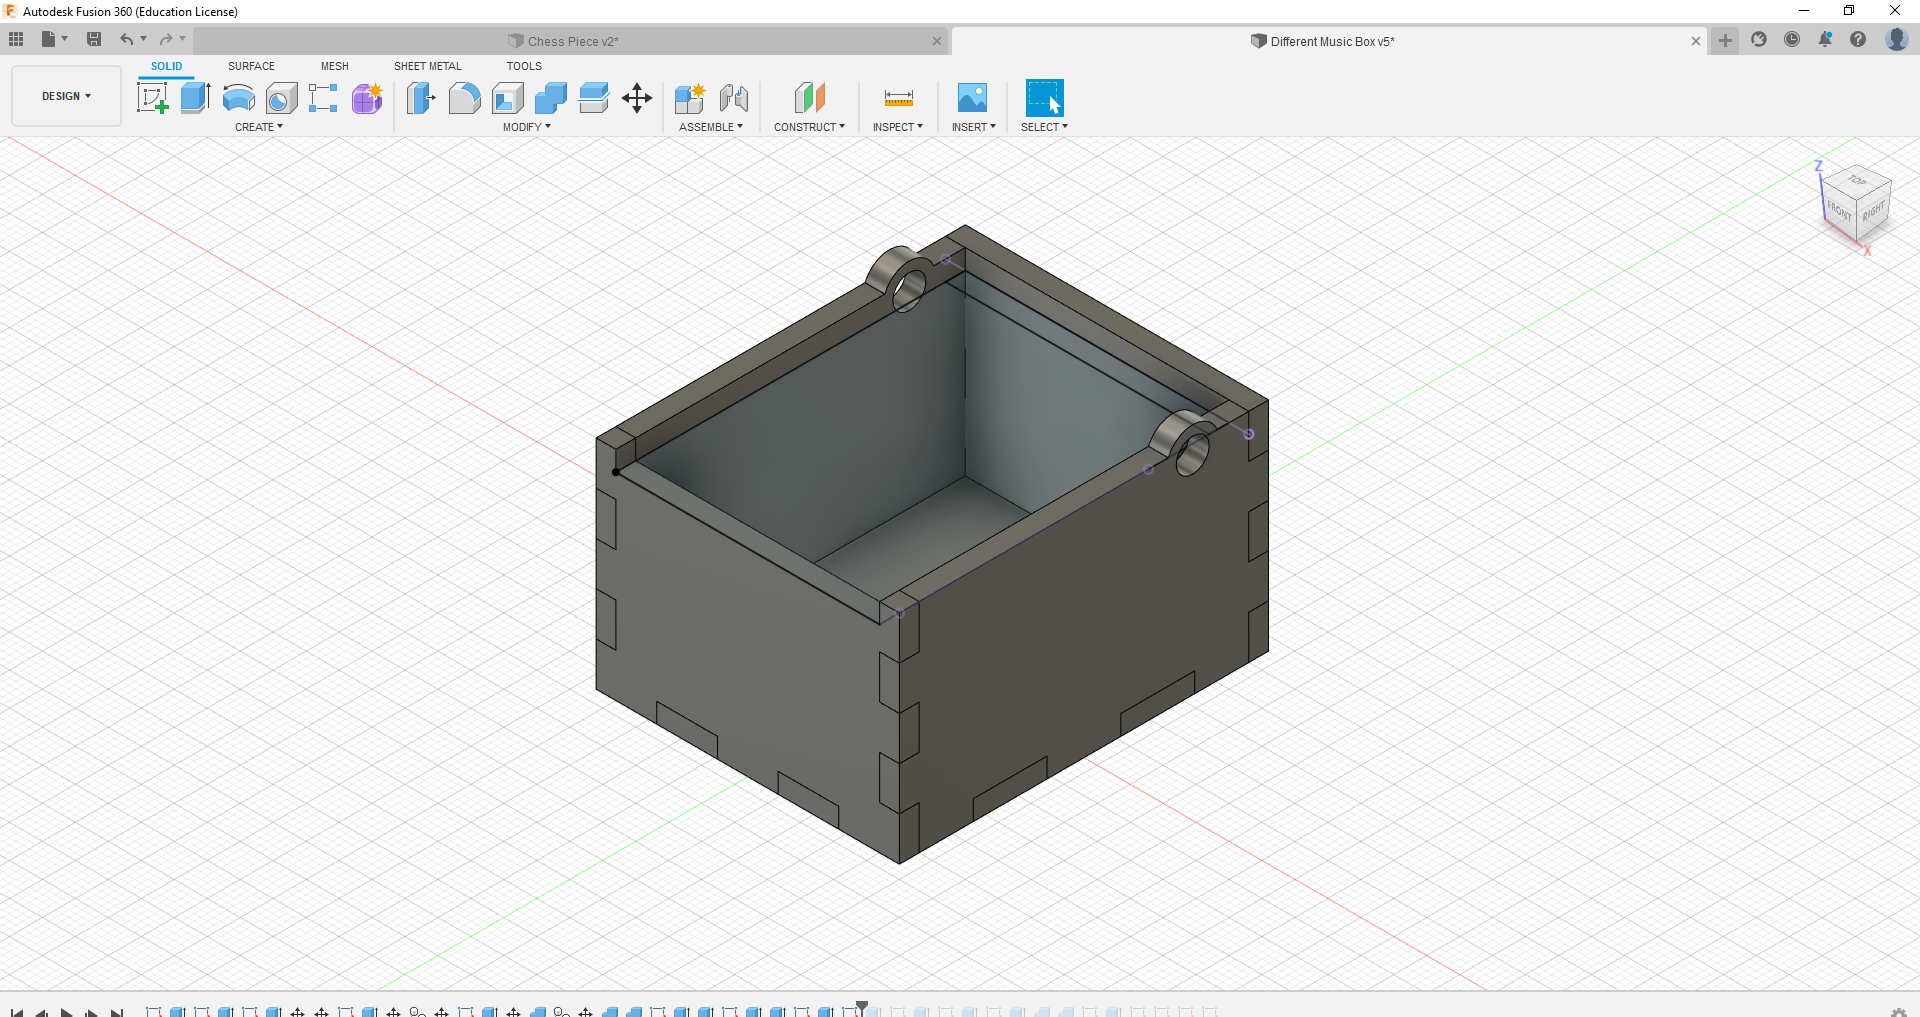 Autodesk Fusion 360 (Education License)
Chess Piece v2*
Different Music Box v5*
DESIGN
SOLID SURFACE MESH SHEET METAL TOOLS
CREATE MODIFY ASSEMBLE CONSTRUCT INSPECT INSERT SELECT
Z
TOP
FRONT RIGHT
X